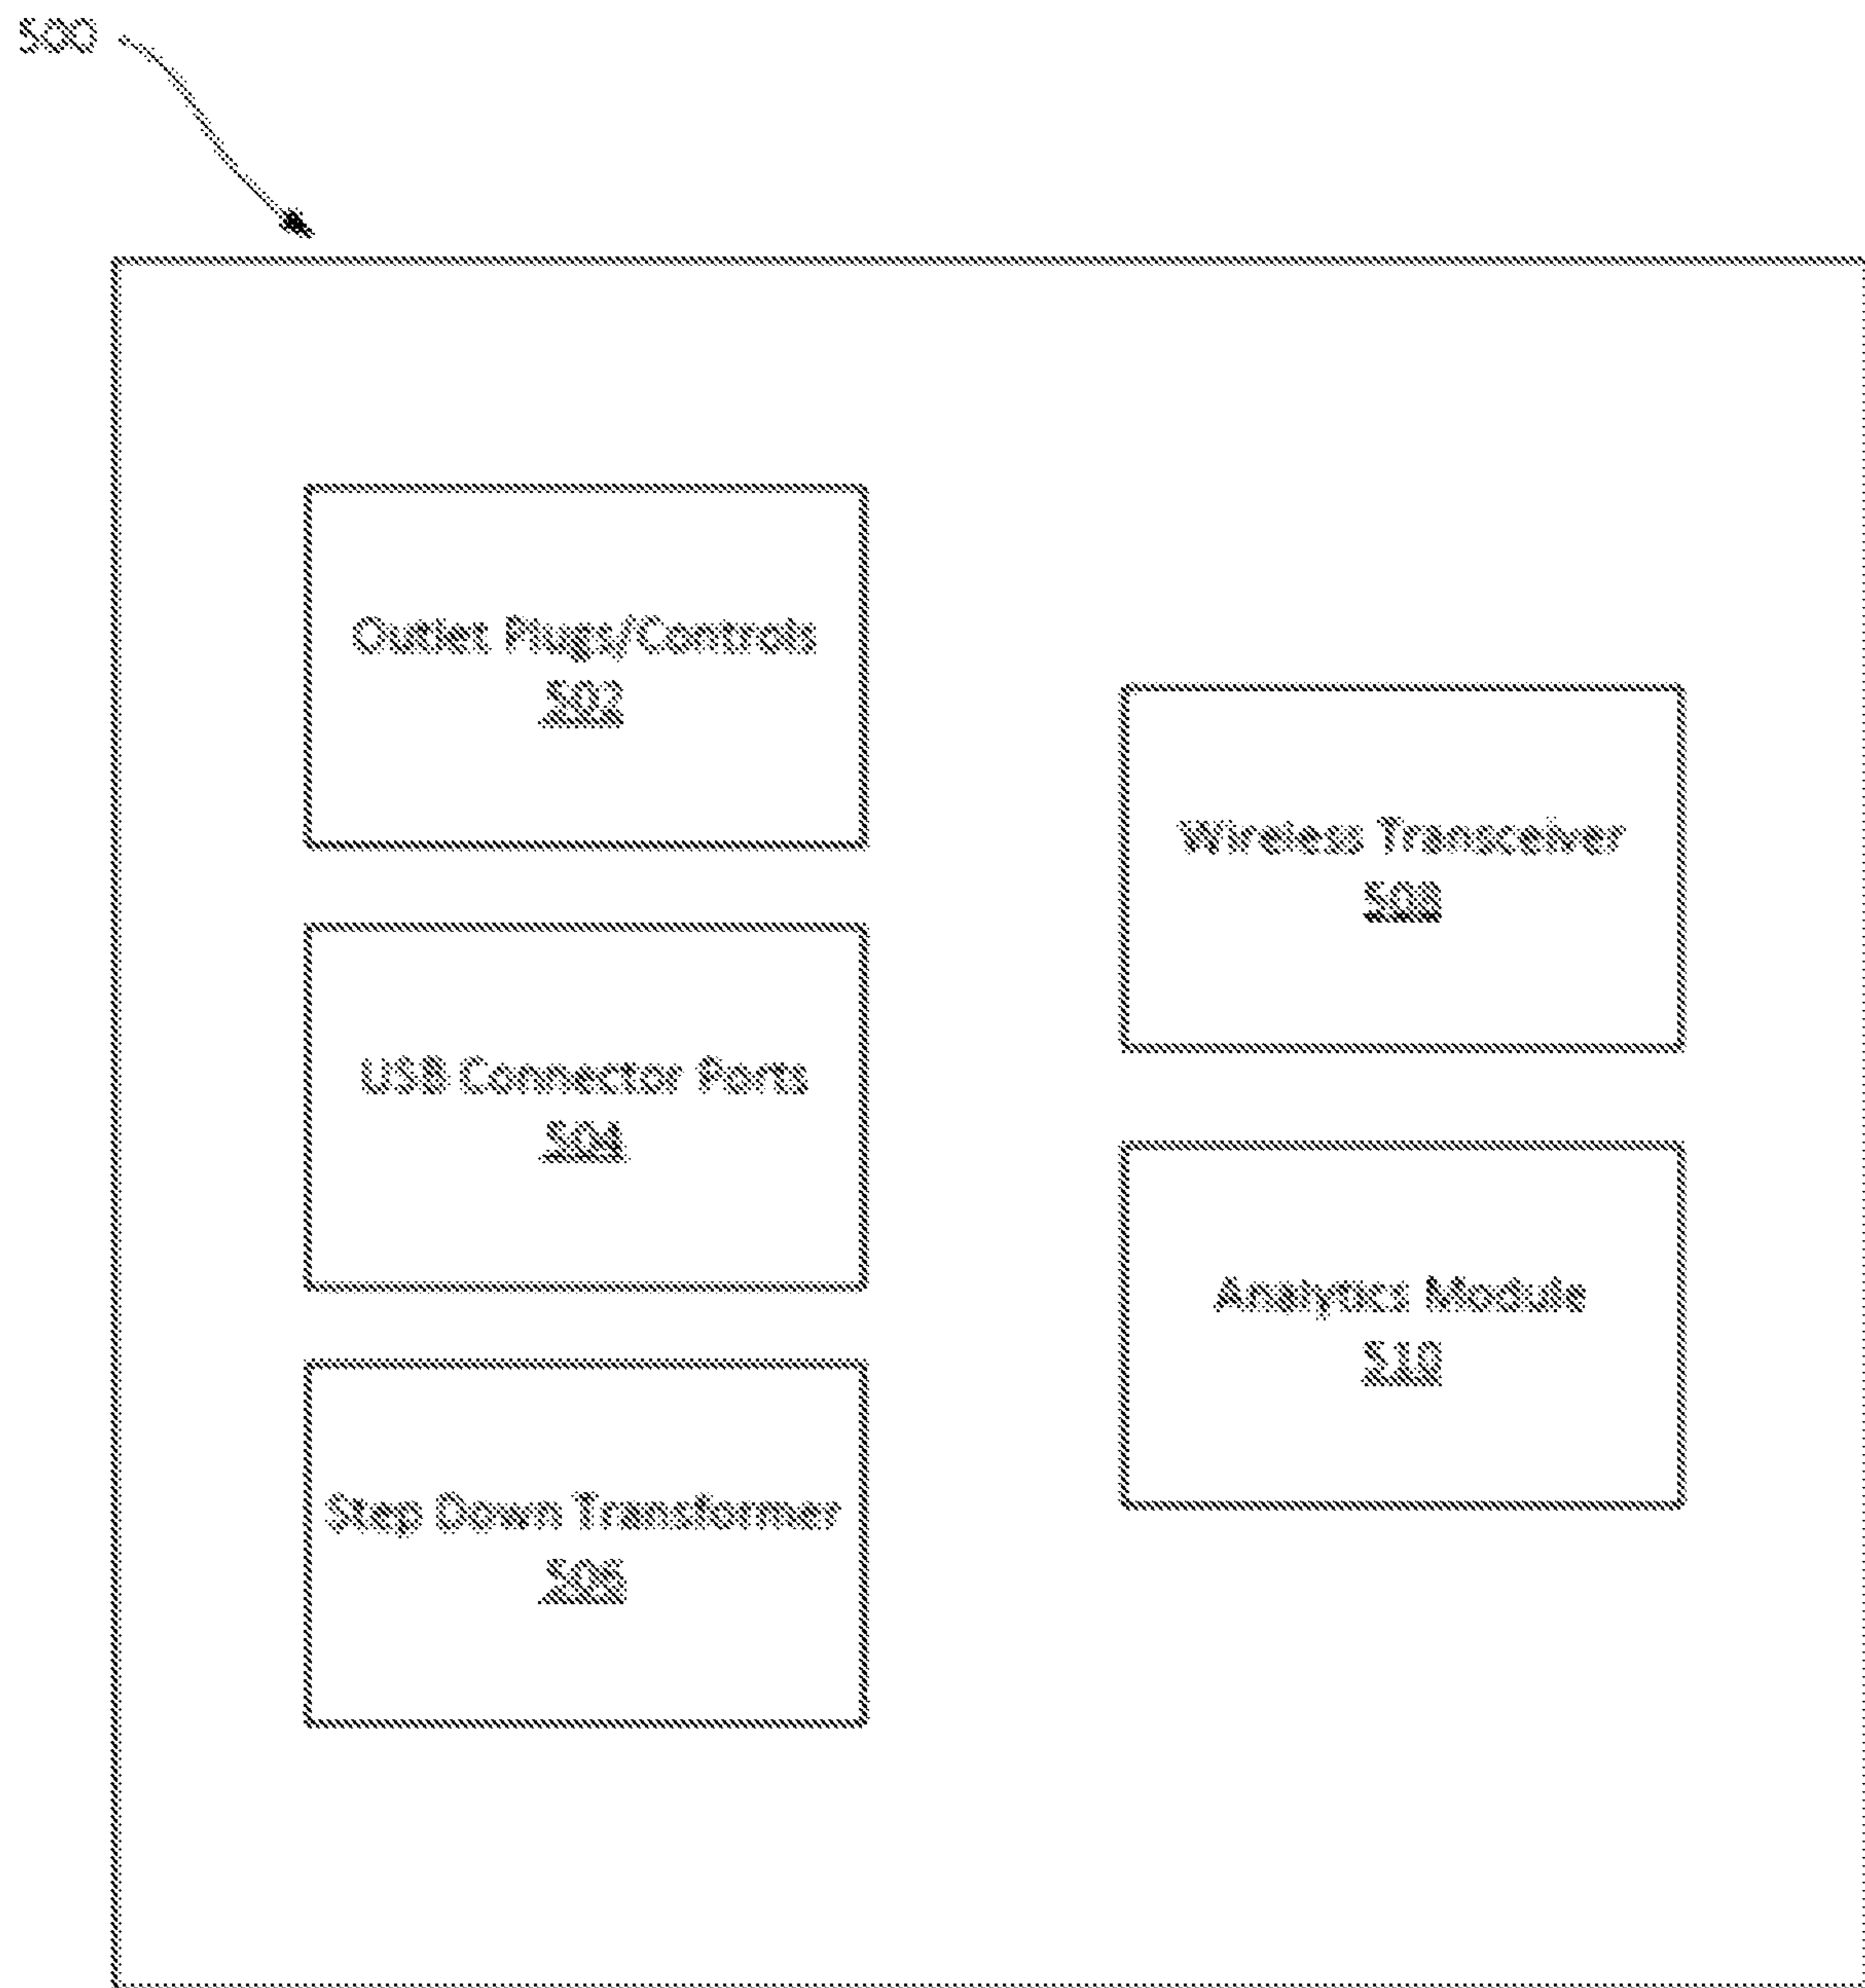 500
Outlet Plugs/Controls
502
USB Connector Ports
504
Step Down Transformer
506
Wireless Transceiver
508
Analytics Module
510